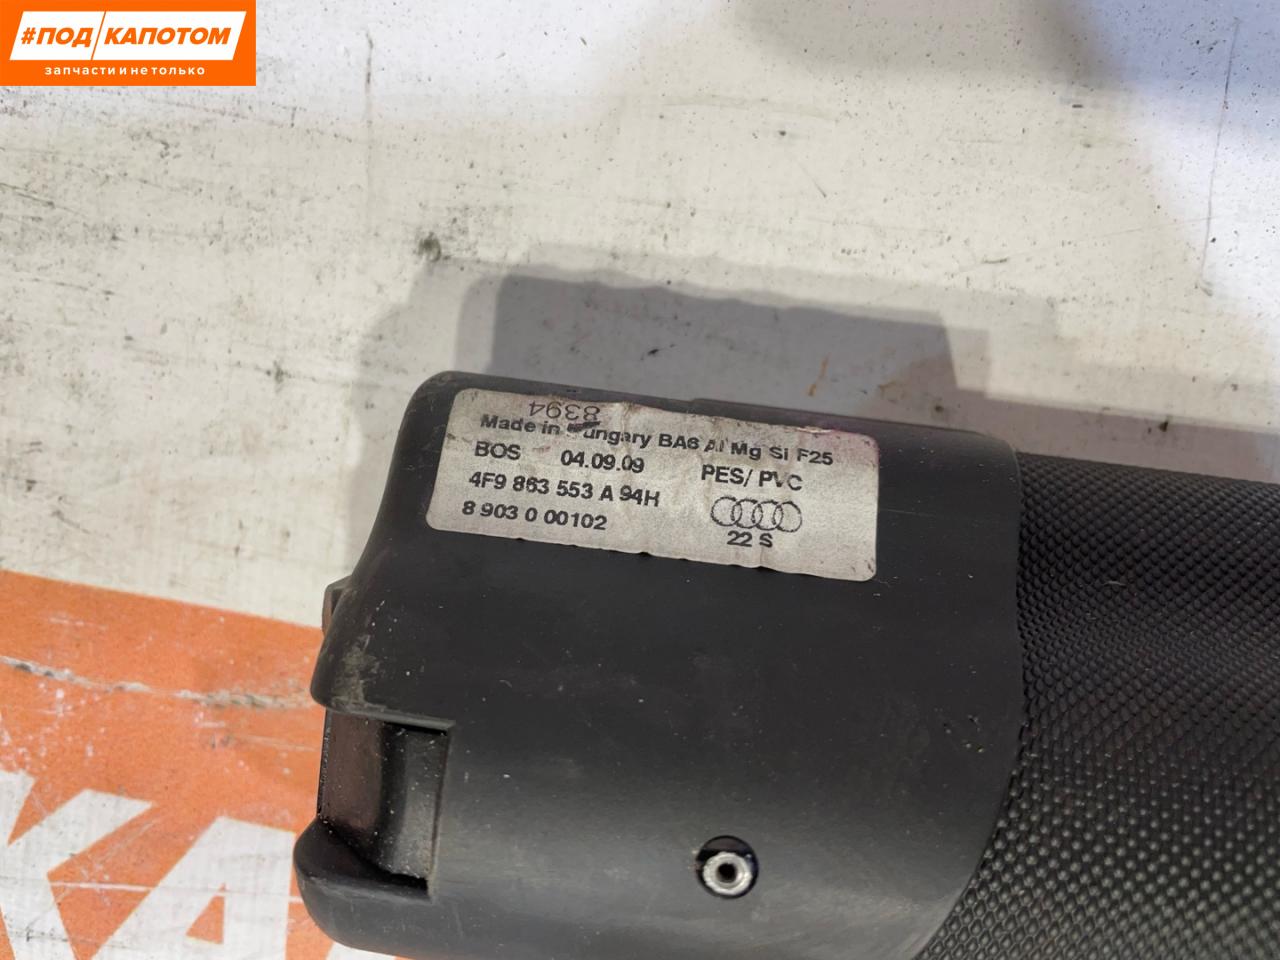 #ПОД/КАПОТОМ
запчасти и не только
8394
Made in Hungary BA6 Al Mg Si F25
BOS 04.09.09 PES/ PVC
4F9 863 553 A 94H
8 903 0 00102
22 S
КА